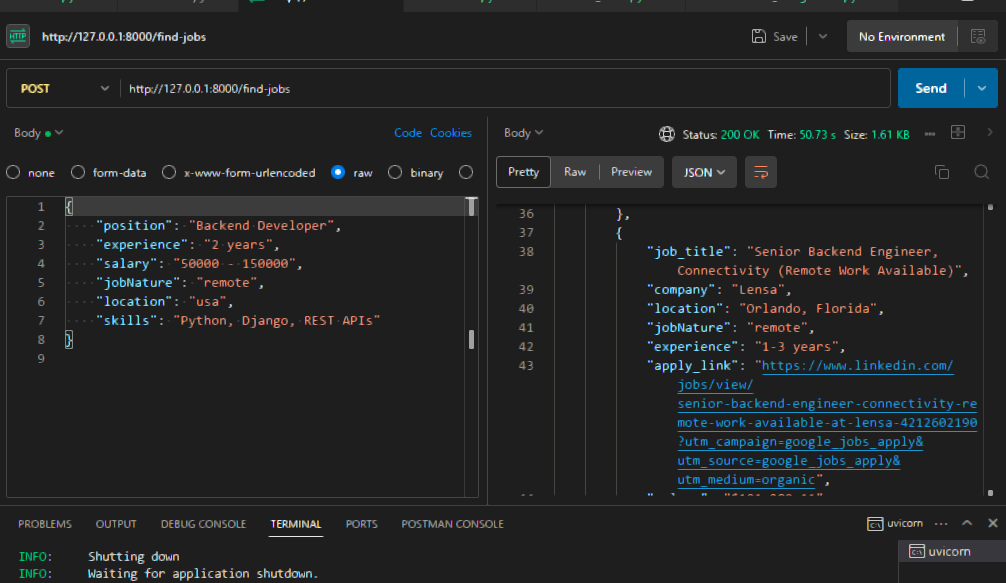 HTTP http://127.0.0.1:8000/find-jobs Save No Environment
POST http://127.0.0.1:8000/find-jobs Send
Body Code Cookies
none form-data x-www-form-urlencoded raw binary
1 {
2 "position": "Backend Developer",
3 "experience": "2 years",
4 "salary": "50000 - 150000",
5 "jobNature": "remote",
6 "location": "usa",
7 "skills": "Python, Django, REST APIs"
8 }
9
Body Status: 200 OK Time: 50.73 s Size: 1.61 KB
Pretty Raw Preview JSON
36 },
37 {
38 "job_title": "Senior Backend Engineer,
Connectivity (Remote Work Available)",
39 "company": "Lensa",
40 "location": "Orlando, Florida",
41 "jobNature": "remote",
42 "experience": "1-3 years",
43 "apply_link": "https://www.linkedin.com/
jobs/view/
senior-backend-engineer-connectivity-re
mote-work-available-at-lensa-4212602190
?utm_campaign=google_jobs_apply&
utm_source=google_jobs_apply&
utm_medium=organic",
PROBLEMS OUTPUT DEBUG CONSOLE TERMINAL PORTS POSTMAN CONSOLE uvicorn
INFO: Shutting down
INFO: Waiting for application shutdown.
uvicorn